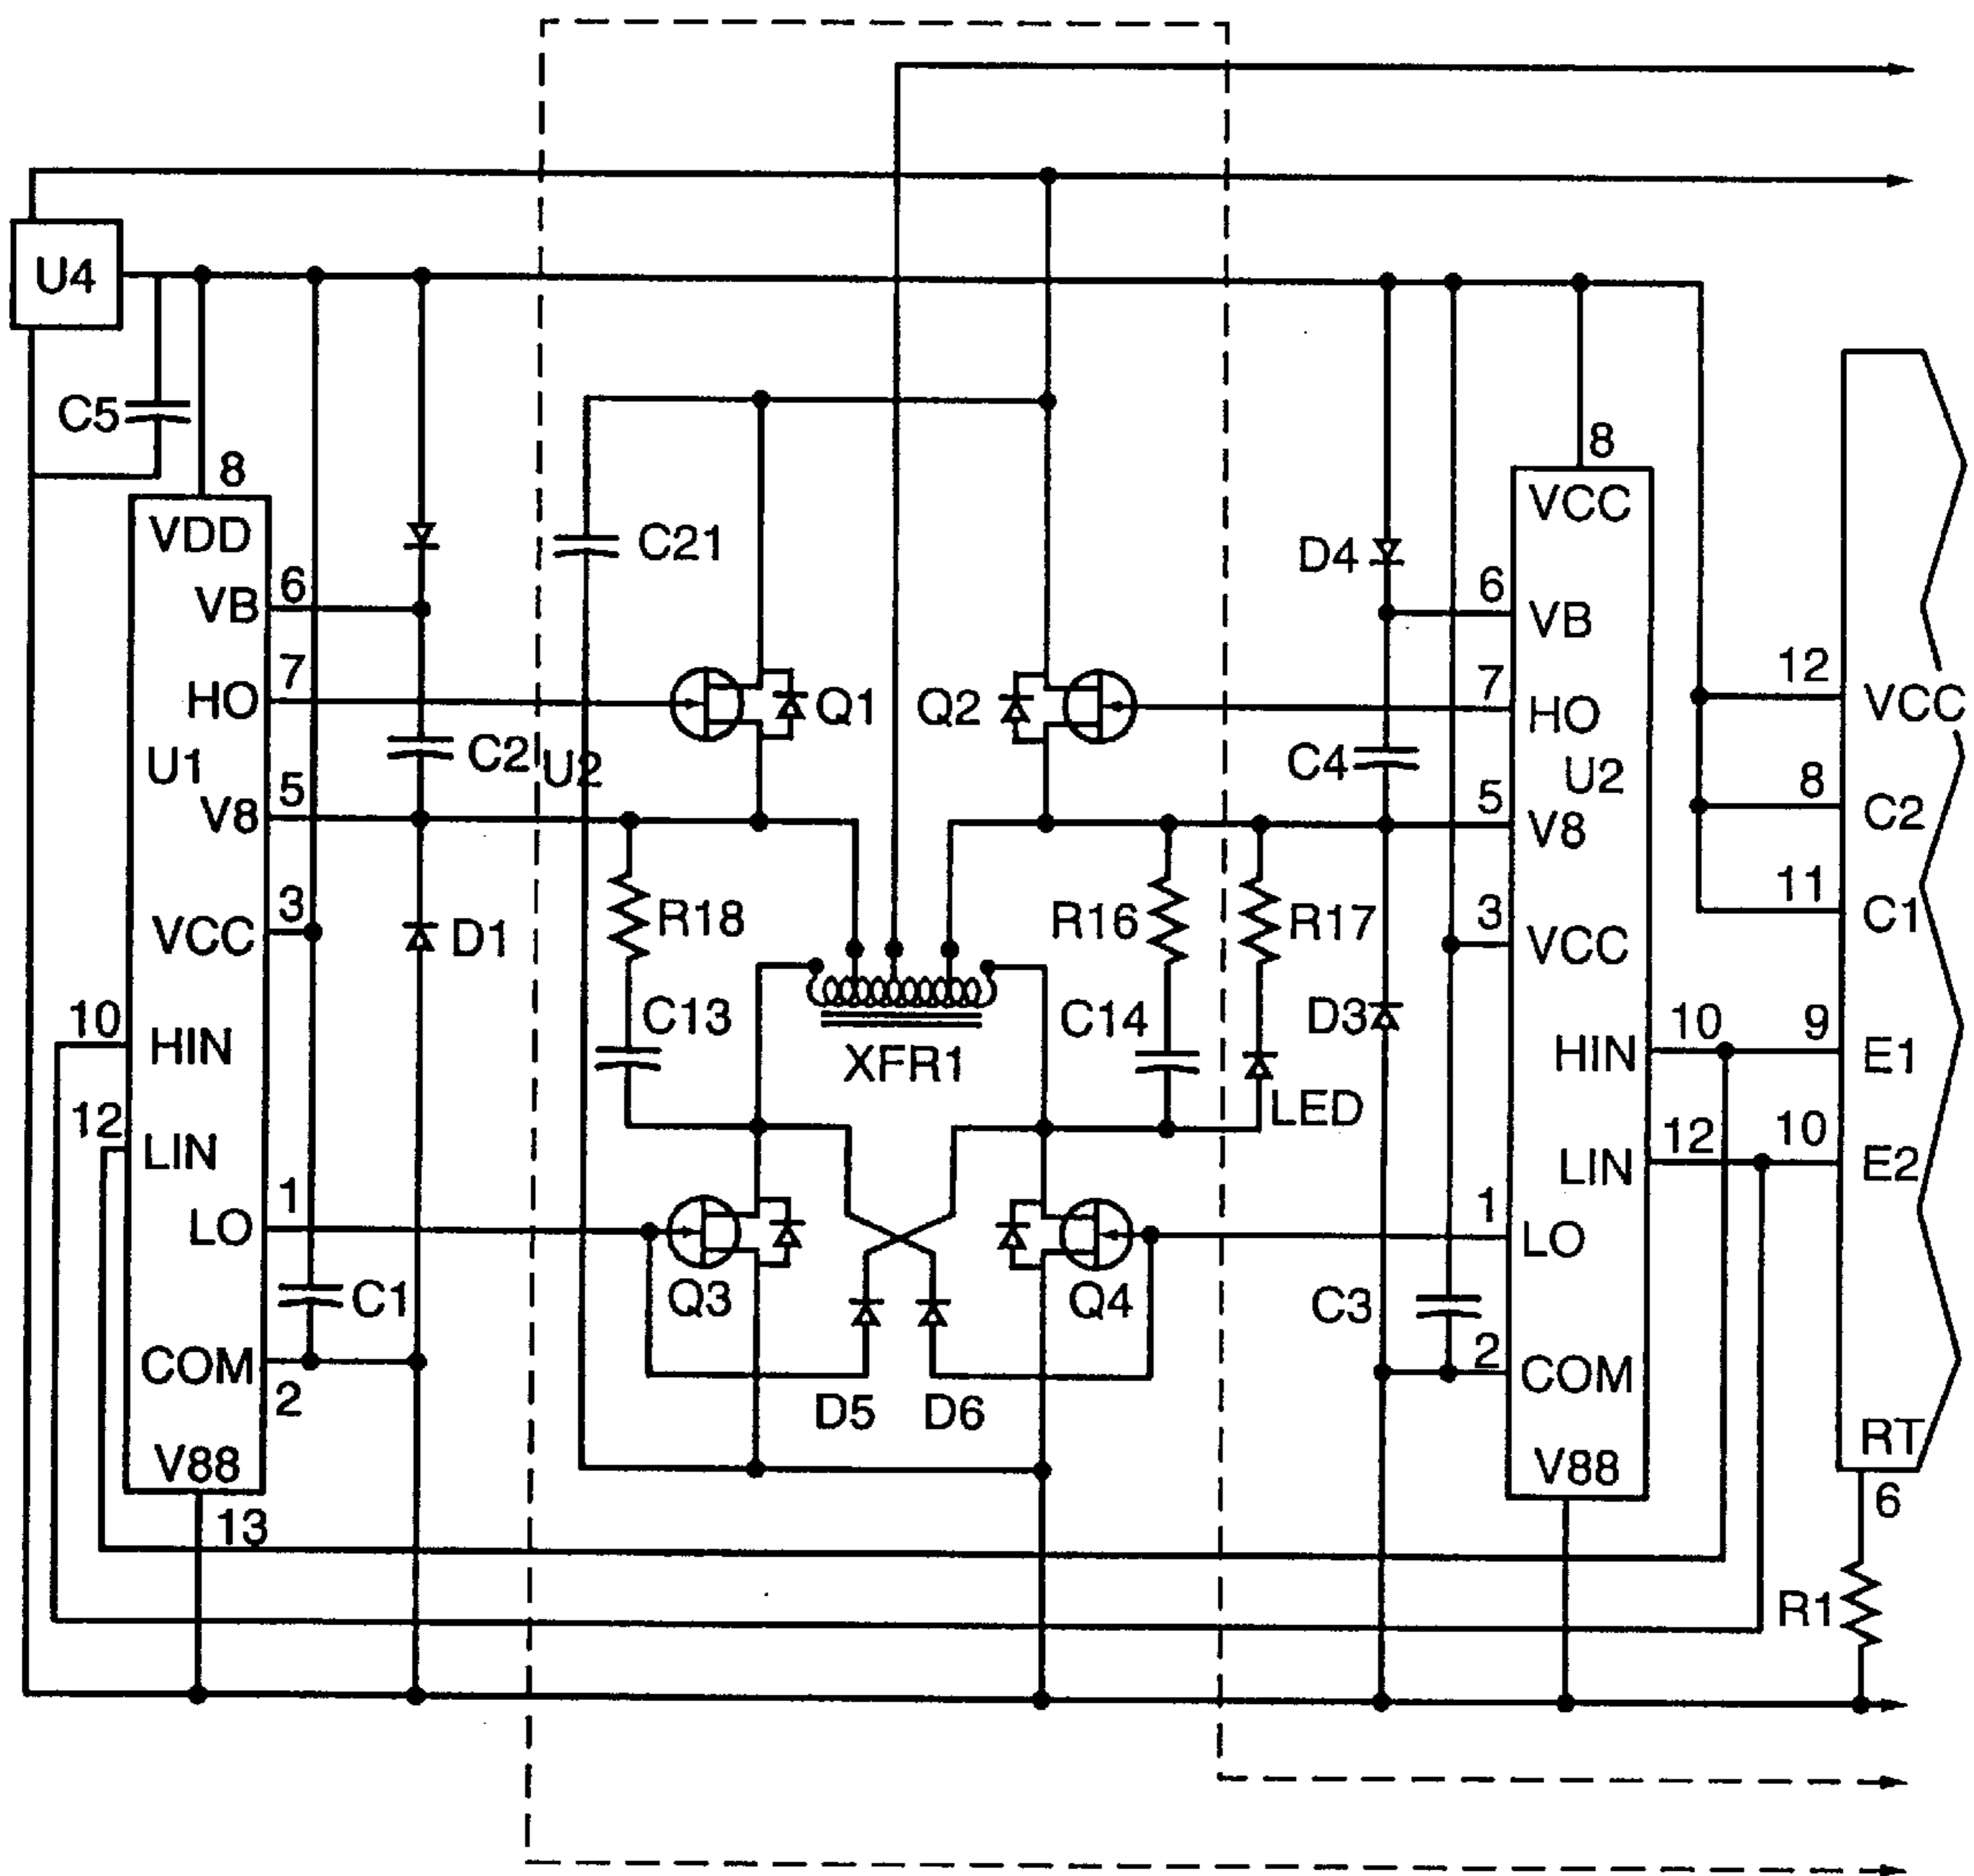 U4
C5
8
8
VDD
VCC
C21
D4
6
VB
6
VB
12
VCC
7
HO
Q1
Q2
7
HO
U1
C2
U2
C4
U2
8
C2
5
V8
5
V8
11
C1
3
VCC
D1
R18
R16
R17
3
VCC
10
HIN
C13
C14
D3
XFR1
10
HIN
9
E1
LED
12
LIN
12
LIN
10
E2
1
LO
1
LO
C1
Q3
Q4
C3
COM
2
2
COM
D5
D6
V88
V88
RT
13
6
R1